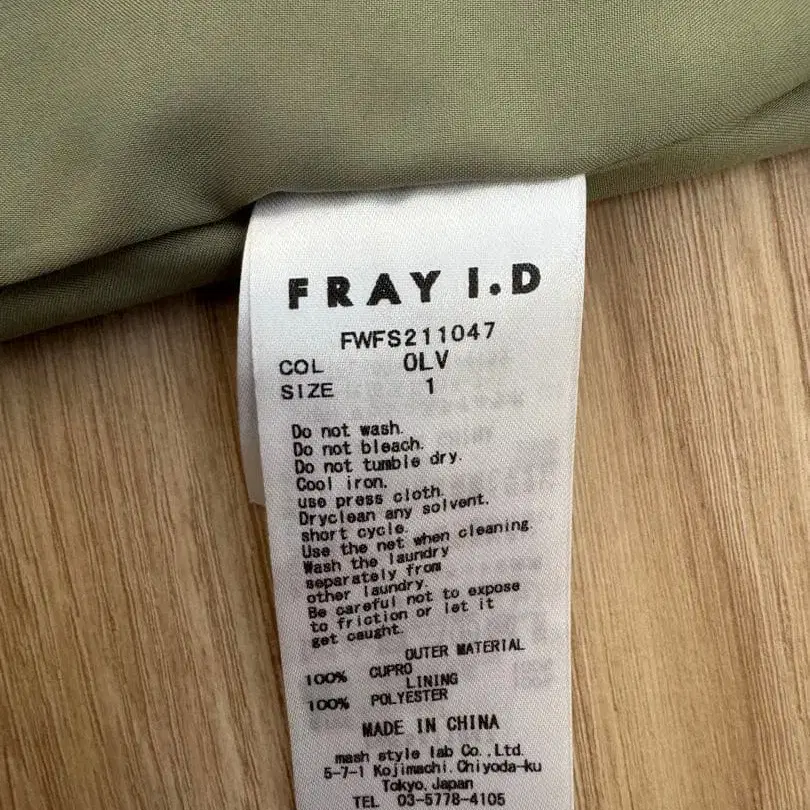 FRAY I.D
FWFS211047
COL OLV
SIZE 1
Do not wash.
Do not bleach.
Do not tumble dry.
Cool iron.
use press cloth.
Dryclean any solvent.
short cycle.
Use the net when cleaning.
Wash the laundry
separately from
other laundry.
Be careful not to expose
to friction or let it
get caught.
OUTER MATERIAL
100% CUPRO
LINING
100% POLYESTER
MADE IN CHINA
mash style lab Co.,Ltd.
5-7-1 Kojimachi.Chiyoda-ku
Tokyo.Japan
TEL 03-5778-4105